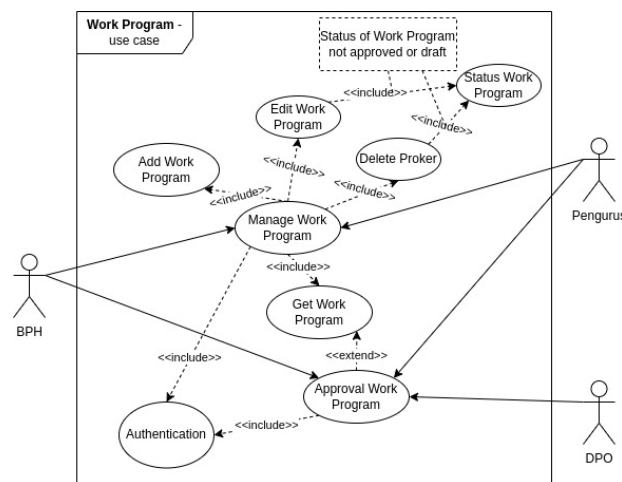 Work Program -
use case
Status of Work Program
not approved or draft
Status Work
Program
<<include>>
Edit Work
Program
<<include>>
Delete Proker
Add Work
Program
<<include>>
<<include>>
<<include>>
Manage Work
Program
Pengurus
<<include>>
BPH
Get Work
Program
<<include>>
<<extend>>
Approval Work
Program
Authentication
<<include>>
DPO